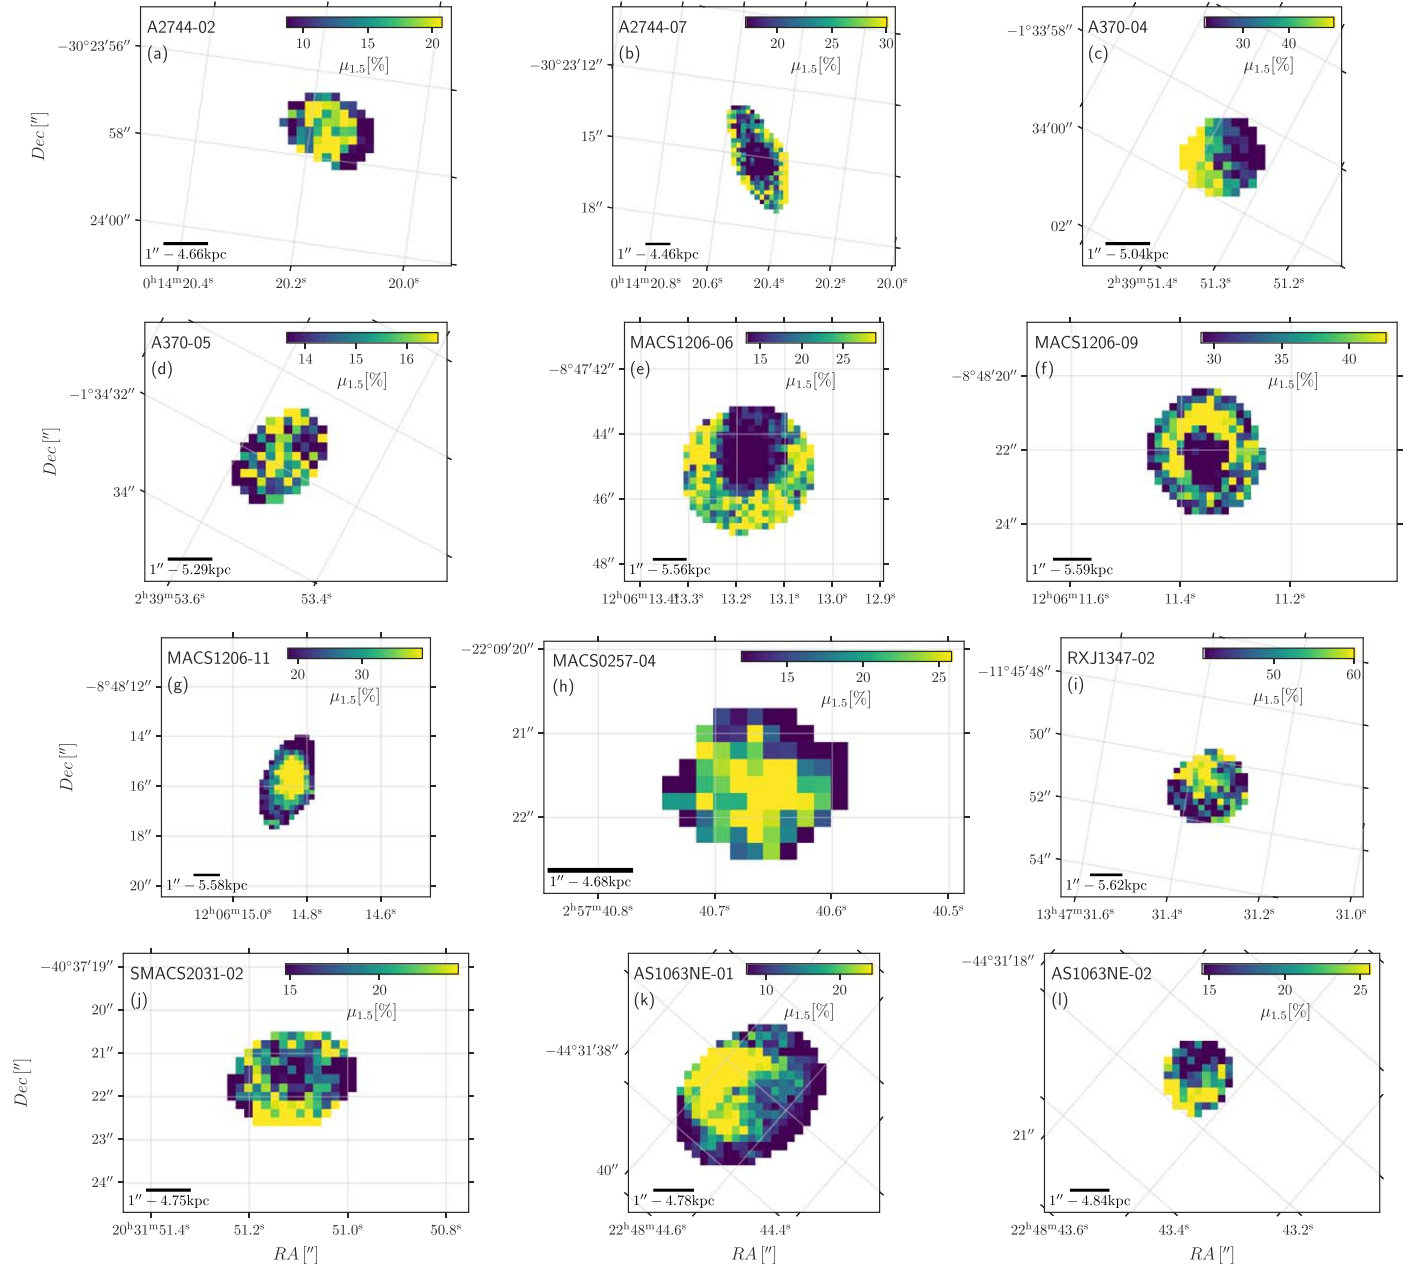 A2744-02
(a)
10 15 20
μ1.5[%]
−30°23′56″
58″
24′00″
Dec [″]
1″ − 4.66kpc
0h14m20.4s 20.2s 20.0s
A2744-07
(b)
20 25 30
μ1.5[%]
−30°23′12″
15″
18″
1″ − 4.46kpc
0h14m20.8s 20.6s 20.4s 20.2s 20.0s
A370-04
(c)
30 40
μ1.5[%]
−1°33′58″
34′00″
02″
1″ − 5.04kpc
2h39m51.4s 51.3s 51.2s
A370-05
(d)
14 15 16
μ1.5[%]
−1°34′32″
34″
Dec [″]
1″ − 5.29kpc
2h39m53.6s 53.4s
MACS1206-06
(e)
15 20 25
μ1.5[%]
−8°47′42″
44″
46″
48″
1″ − 5.56kpc
12h06m13.4s 13.3s 13.2s 13.1s 13.0s 12.9s
MACS1206-09
(f)
30 35 40
μ1.5[%]
−8°48′20″
22″
24″
1″ − 5.59kpc
12h06m11.6s 11.4s 11.2s
MACS1206-11
(g)
20 30
μ1.5[%]
−8°48′12″
14″
16″
18″
20″
Dec [″]
1″ − 5.58kpc
12h06m15.0s 14.8s 14.6s
MACS0257-04
(h)
15 20 25
μ1.5[%]
−22°09′20″
21″
22″
1″ − 4.68kpc
2h57m40.8s 40.7s 40.6s 40.5s
RXJ1347-02
(i)
50 60
μ1.5[%]
−11°45′48″
50″
52″
54″
1″ − 5.62kpc
13h47m31.6s 31.4s 31.2s 31.0s
SMACS2031-02
(j)
15 20
μ1.5[%]
−40°37′19″
20″
21″
22″
23″
24″
Dec [″]
1″ − 4.75kpc
20h31m51.4s 51.2s 51.0s 50.8s
RA [″]
AS1063NE-01
(k)
10 20
μ1.5[%]
−44°31′38″
40″
1″ − 4.78kpc
22h48m44.6s 44.4s
RA [″]
AS1063NE-02
(l)
15 20 25
μ1.5[%]
−44°31′18″
21″
1″ − 4.84kpc
22h48m43.6s 43.4s 43.2s
RA [″]